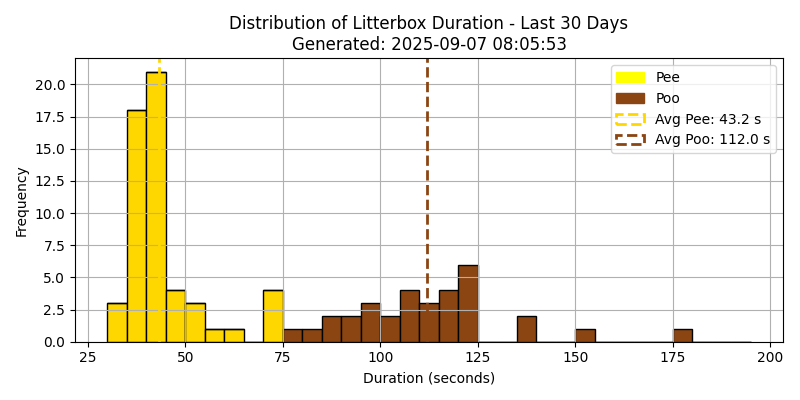 Distribution of Litterbox Duration - Last 30 Days
Generated: 2025-09-07 08:05:53
Pee
Poo
Avg Pee: 43.2 s
Avg Poo: 112.0 s
Frequency
20.0
17.5
15.0
12.5
10.0
7.5
5.0
2.5
0.0
25 50 75 100 125 150 175 200
Duration (seconds)